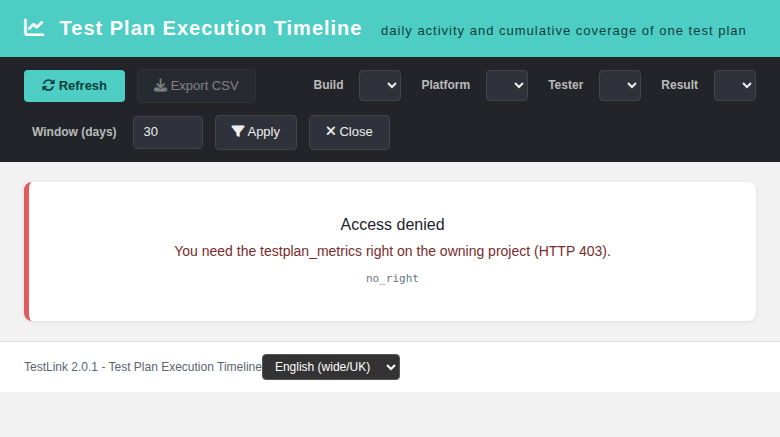 Test Plan Execution Timeline daily activity and cumulative coverage of one test plan
Refresh Export CSV Build Platform Tester Result
Window (days) 30 Apply Close
Access denied
You need the testplan_metrics right on the owning project (HTTP 403).
no_right
TestLink 2.0.1 - Test Plan Execution Timeline English (wide/UK)